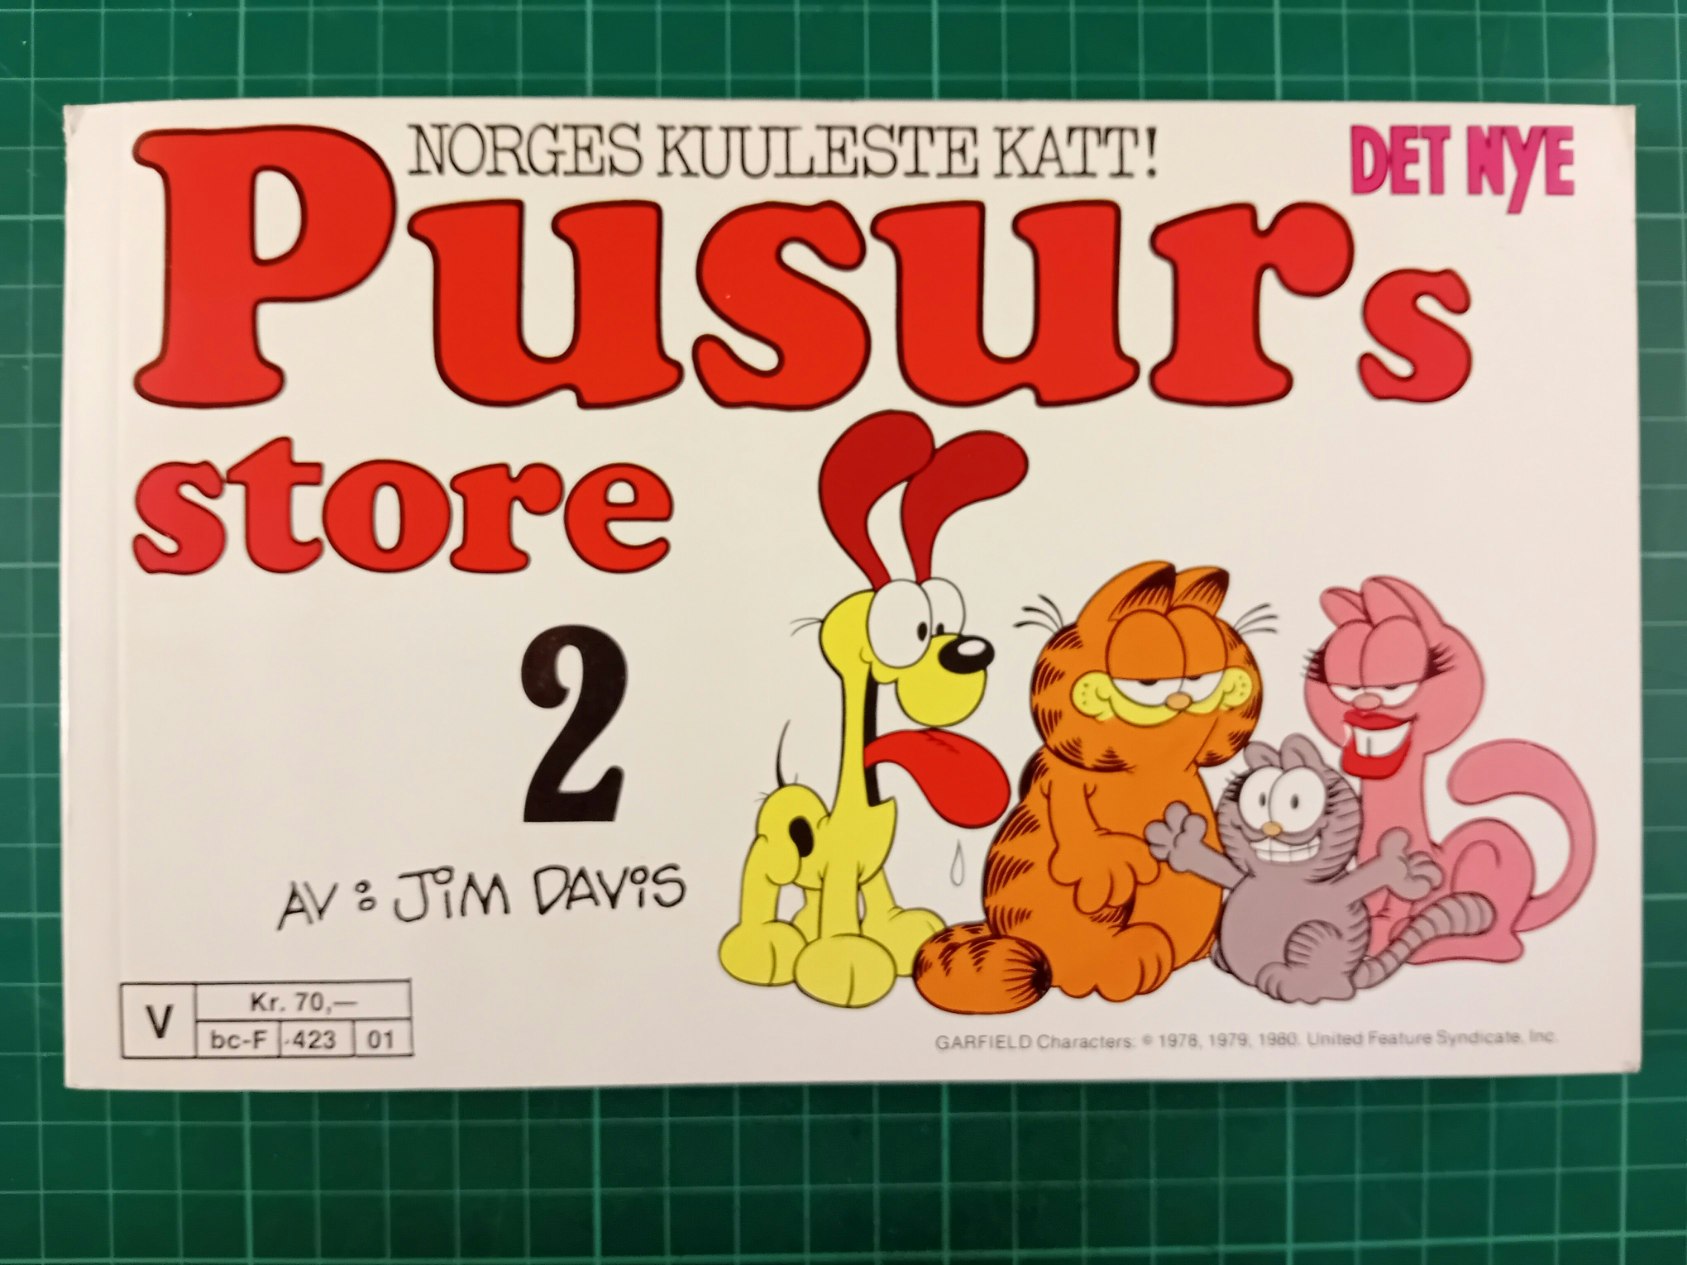 NORGES KUULESTE KATT!
DET NYE
Pusurs
store
2
AV: JIM DAVIS
V
Kr. 70,—
bc-F 423 01
GARFIELD Characters: © 1978, 1979, 1980. United Feature Syndicate, Inc.